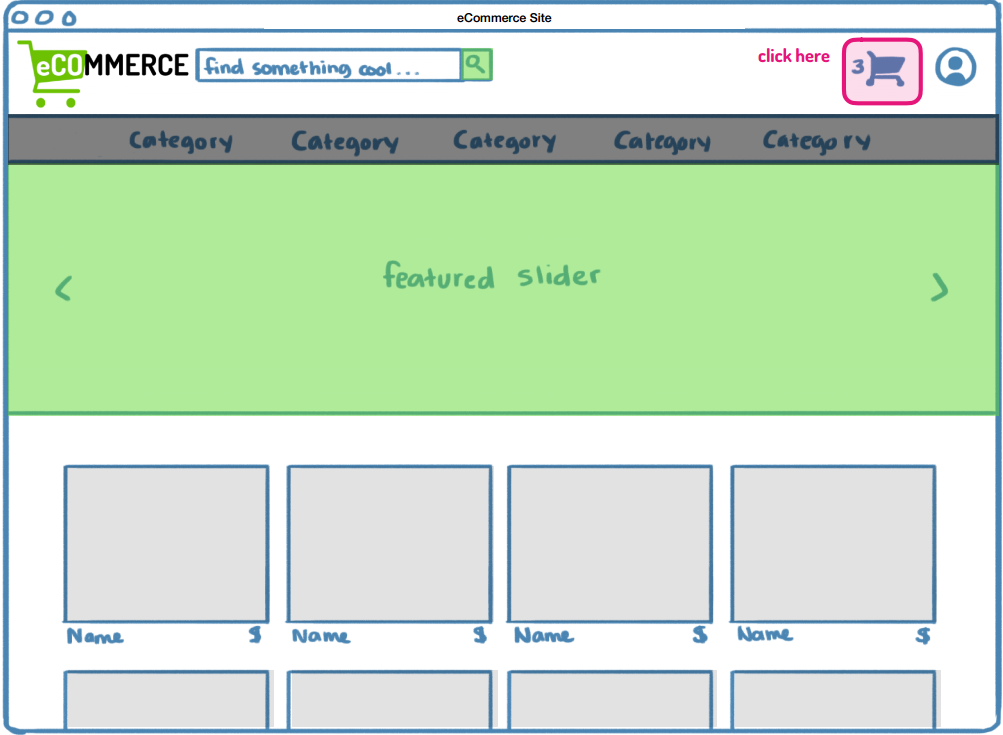 eCommerce Site
eCOMMERCE
find something cool...
click here
3
Category Category Category Category Category
featured slider
Name $ Name $ Name $ Name $